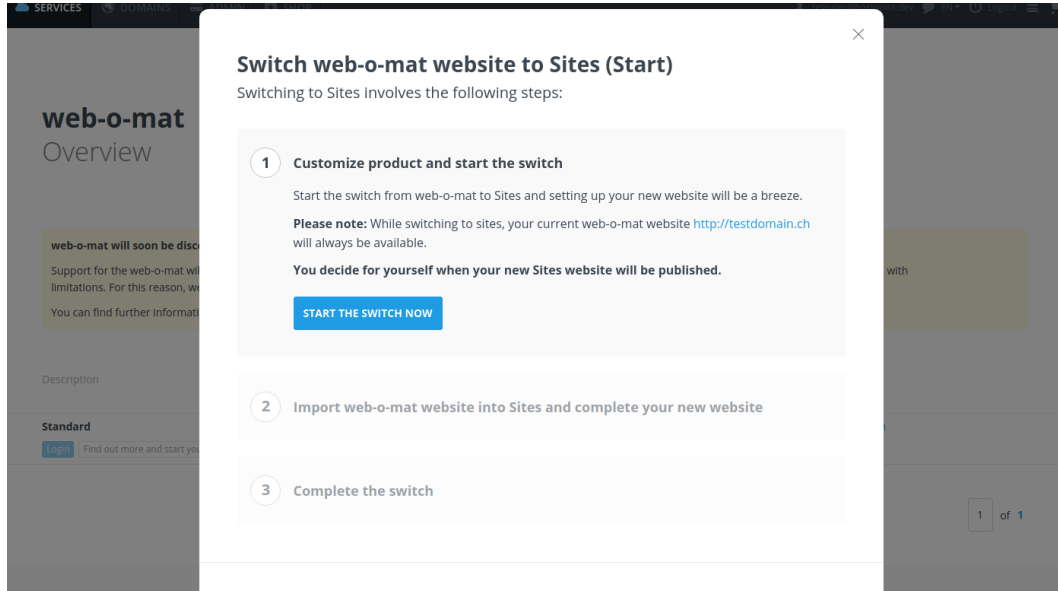 SERVICES DOMAINS ADMIN SHOP EN Logout
Switch web-o-mat website to Sites (Start)
Switching to Sites involves the following steps:
web-o-mat
Overview
1 Customize product and start the switch
Start the switch from web-o-mat to Sites and setting up your new website will be a breeze.
Please note: While switching to sites, your current web-o-mat website http://testdomain.ch
will always be available.
You decide for yourself when your new Sites website will be published.
START THE SWITCH NOW
web-o-mat will soon be disc
Support for the web-o-mat wil
with
limitations. For this reason, we
You can find further informati
Description
2 Import web-o-mat website into Sites and complete your new website
Standard
Login Find out more and start you
3 Complete the switch
1 of 1